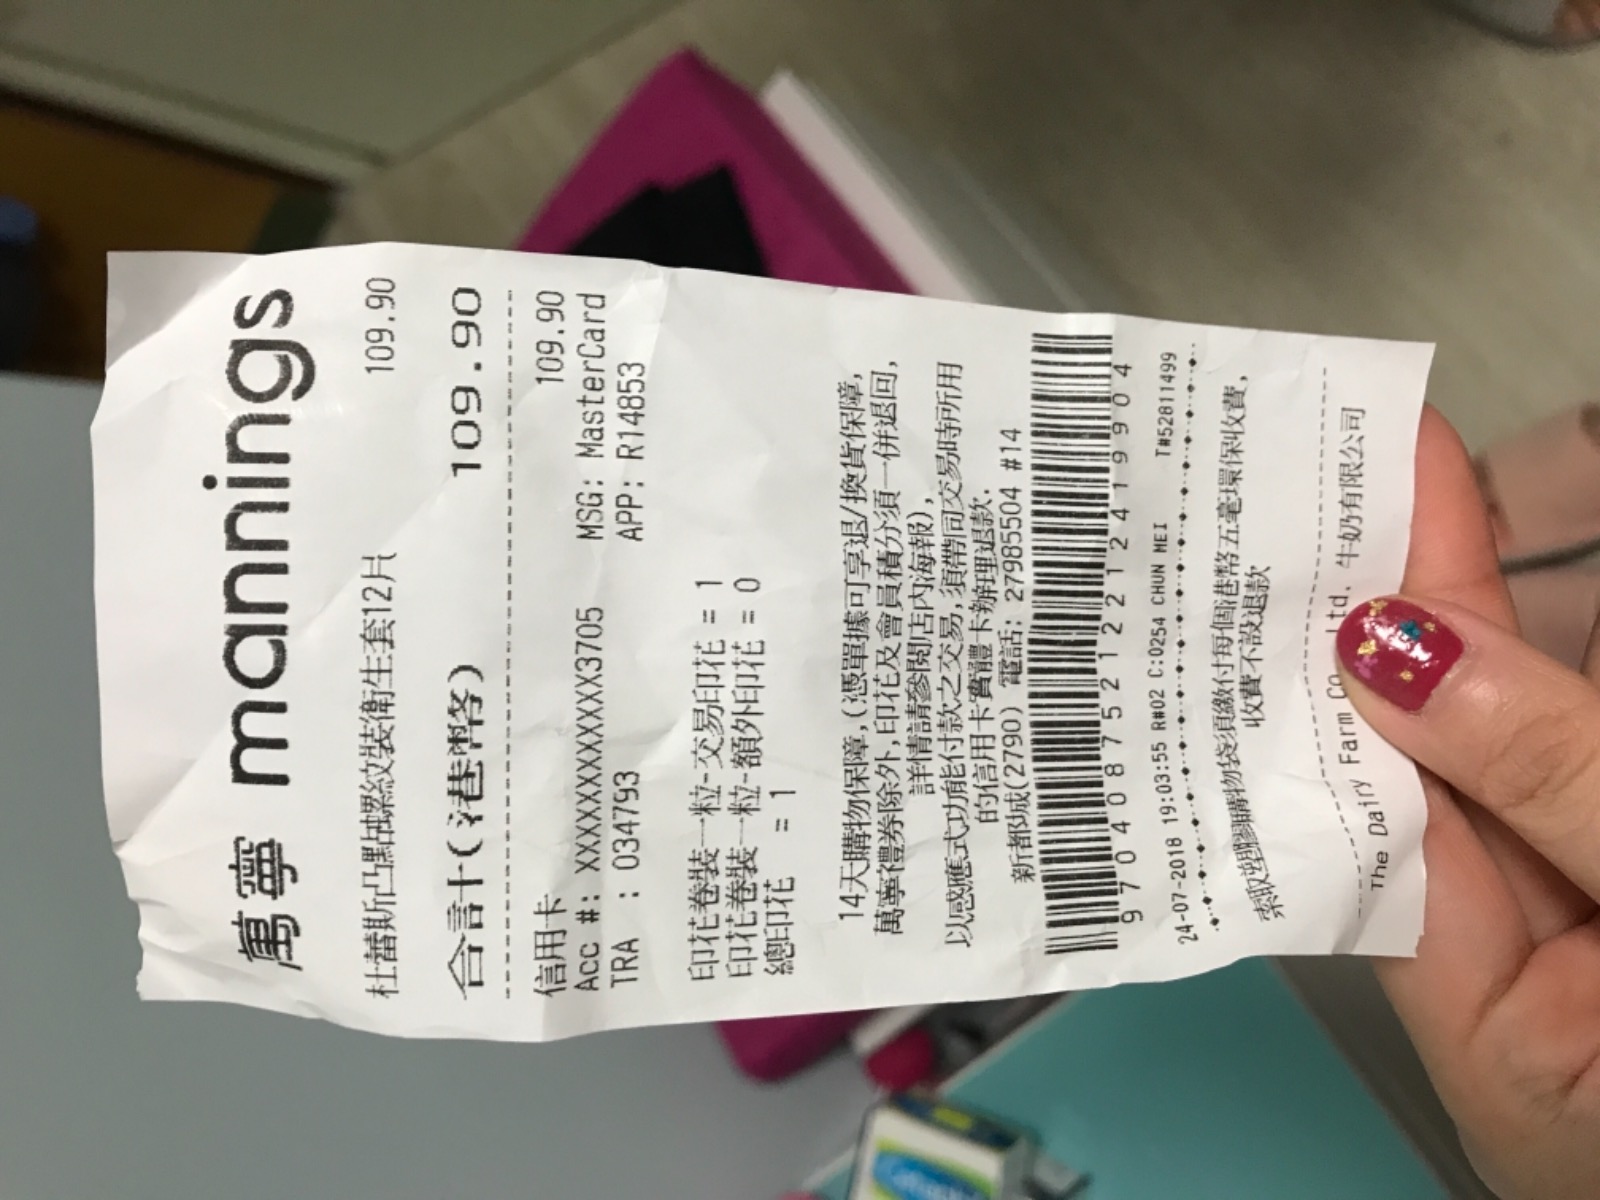 萬寧 mannings
杜蕾斯凸點螺紋裝衛生套12片 109.90
合計(港幣) 109.90
信用卡 109.90
Acc #: XXXXXXXXXXXX3705 MSG: MasterCard
TRA : 034793 APP: R14853
印花卷裝一粒-交易印花 = 1
印花卷裝一粒-額外印花 = 0
總印花 = 1
14天購物保障,(憑單據可享退/換貨保障,
萬寧禮券除外,印花及會員積分須一併退回,
詳情請參閱店內海報),
以感應式功能付款之交易,須帶同交易時所用
的信用卡實體卡辦理退款.
新都城(2790) 電話: 27985504 #14
9704087521221241990 4
24-07-2018 19:03:55 R#02 C:0254 CHUN MEI T#52811499
索取塑膠購物袋須繳付每個港幣五毫環保收費,
收費不設退款
The Dairy Farm Co. Ltd. 牛奶有限公司